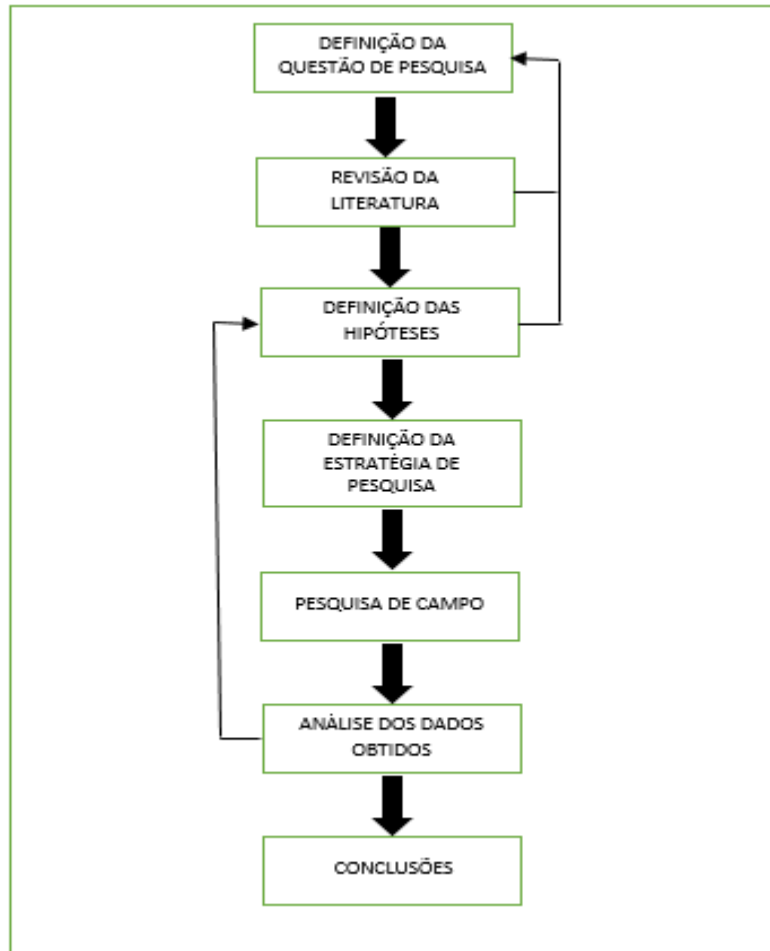 DEFINIÇÃO DA
QUESTÃO DE PESQUISA
REVISÃO DA
LITERATURA
DEFINIÇÃO DAS
HIPÓTESES
DEFINIÇÃO DA
ESTRATÉGIA DE
PESQUISA
PESQUISA DE CAMPO
ANÁLISE DOS DADOS
OBTIDOS
CONCLUSÕES